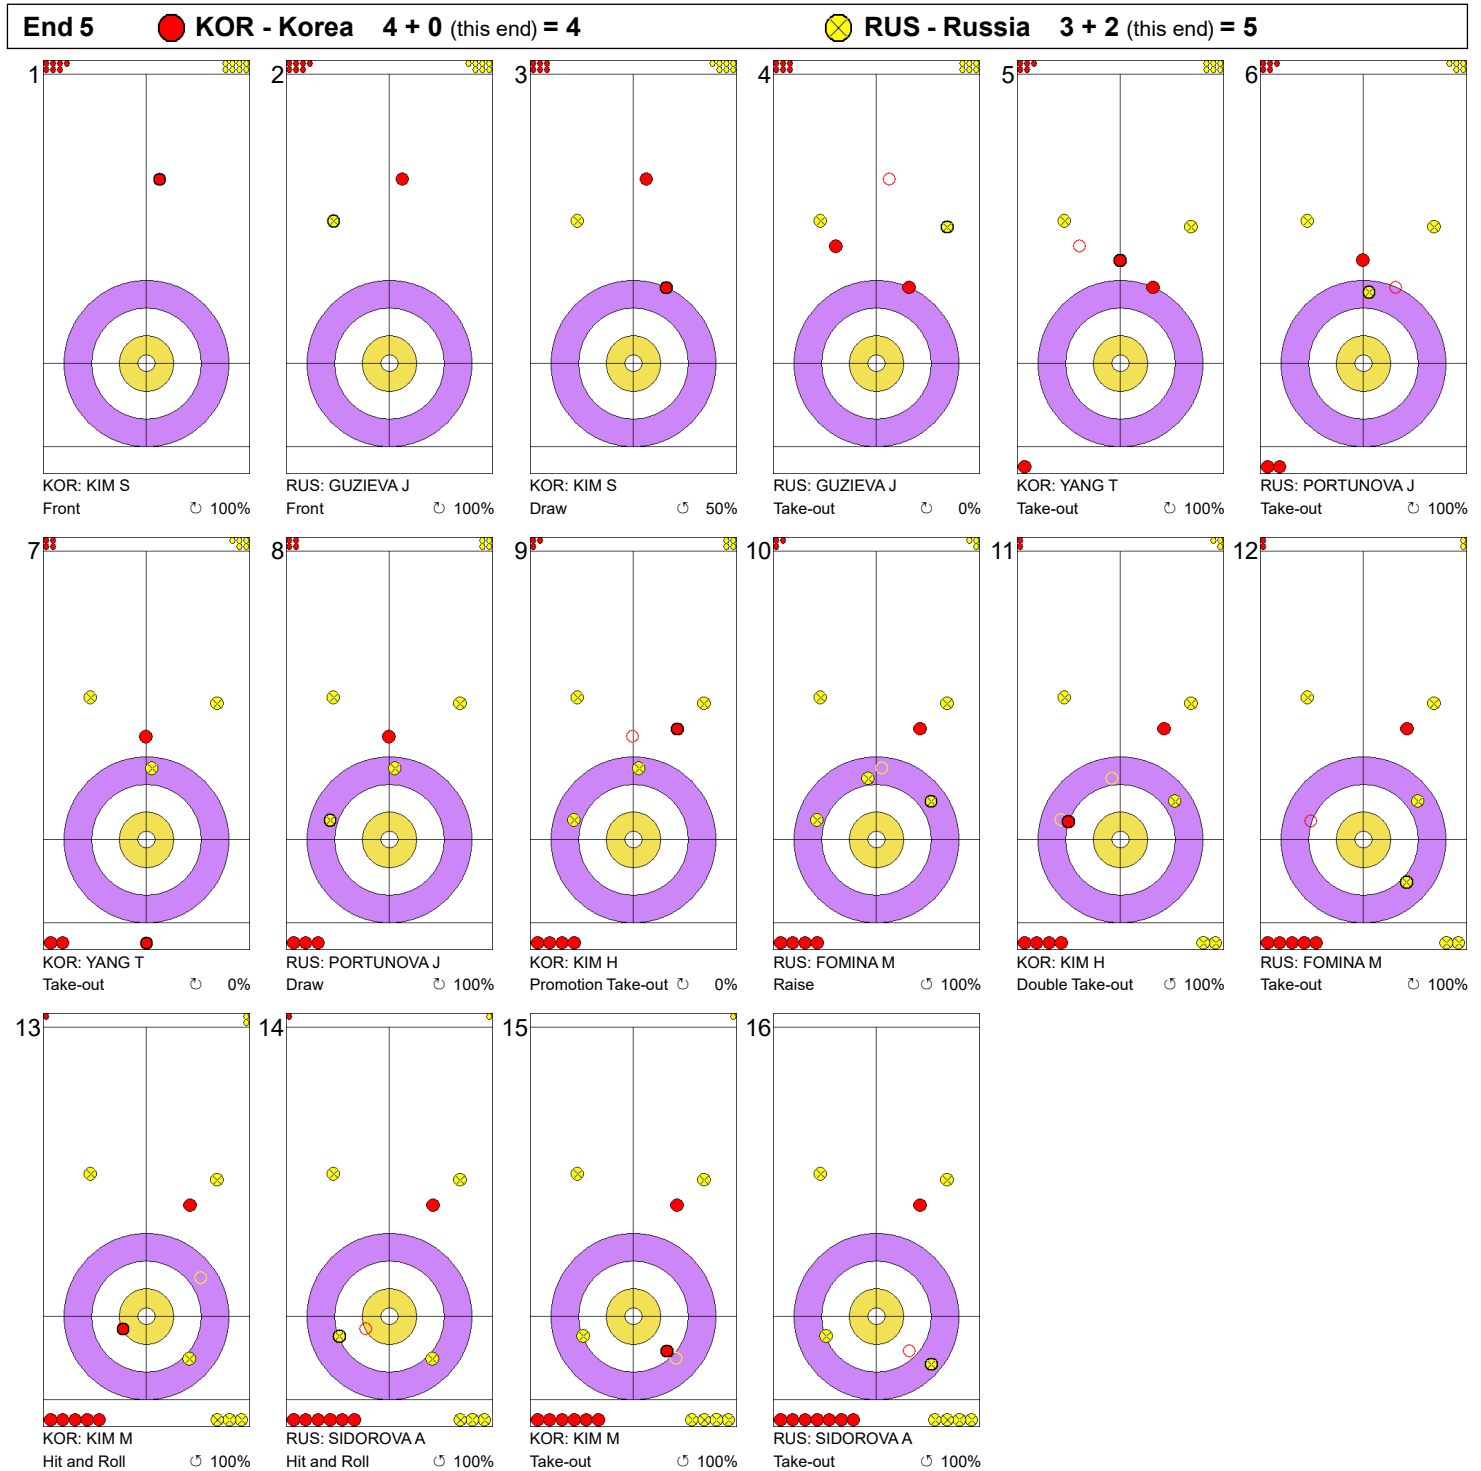 End 5 KOR - Korea 4 + 0 (this end) = 4 RUS - Russia 3 + 2 (this end) = 5
1 2 3 4 5 6
KOR: KIM S RUS: GUZIEVA J KOR: KIM S RUS: GUZIEVA J KOR: YANG T RUS: PORTUNOVA J
Front ↻ 100% Front ↻ 100% Draw ↺ 50% Take-out ↻ 0% Take-out ↻ 100% Take-out ↻ 100%
7 8 9 10 11 12
KOR: YANG T RUS: PORTUNOVA J KOR: KIM H RUS: FOMINA M KOR: KIM H RUS: FOMINA M
Take-out ↻ 0% Draw ↻ 100% Promotion Take-out ↻ 0% Raise ↺ 100% Double Take-out ↺ 100% Take-out ↻ 100%
13 14 15 16
KOR: KIM M RUS: SIDOROVA A KOR: KIM M RUS: SIDOROVA A
Hit and Roll ↺ 100% Hit and Roll ↺ 100% Take-out ↺ 100% Take-out ↺ 100%